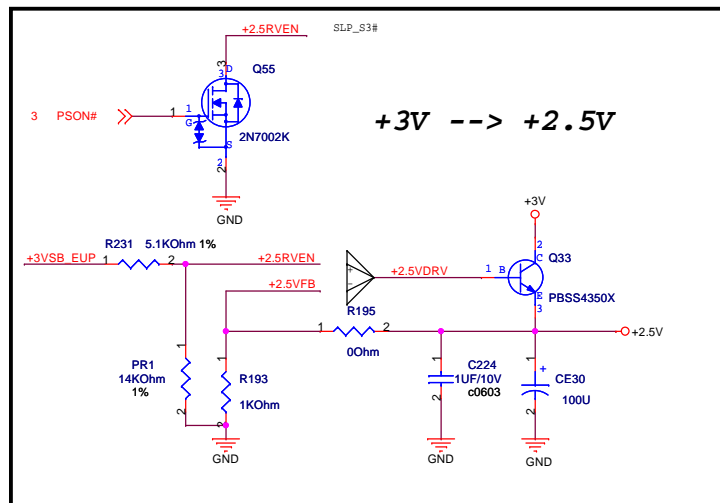 +2.5RVEN SLP_S3#
3 D
3
Q55
3 PSON#
1 1
G
2N7002K
S
2
2
GND
+3V --> +2.5V
+3V
2
C
Q33
1 B
E
PBSS4350X
3
+3VSB_EUP
R231 5.1KOhm 1%
1 2
+2.5RVEN
+2.5VFB
+
-
+2.5VDRV
R195
1 2
0Ohm
+2.5V
1
PR1
14KOhm
1%
2
1
R193
1KOhm
2
GND
1
C224
1UF/10V
c0603
2
GND
1
+
CE30
100U
2
GND